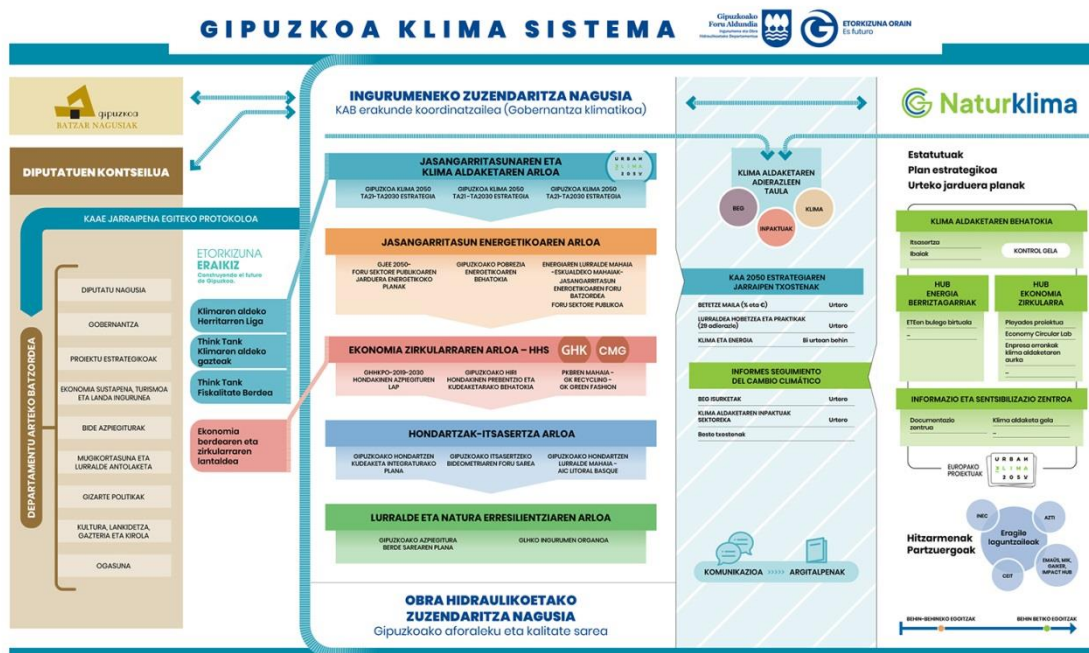 GIPUZKOA KLIMA SISTEMA
Gipuzkoako
Foru Aldundia
ETORKIZUNA ORAIN
Es futuro
gipuzkoa
BATZAR NAGUSIAK
DIPUTATUEN KONTSEILUA
KAAE JARRAIPENA EGITEKO PROTOKOLOA
DEPARTAMENTU ARTEKO BATZORDEA
DIPUTATU NAGUSIA
GOBERNANTZA
PROIEKTU ESTRATEGIKOAK
EKONOMIA SUSTAPENA, TURISMOA
ETA LANDA INGURUNEA
BIDE AZPIEGITURAK
MUGIKORTASUNA ETA
LURRALDE ANTOLAKETA
GIZARTE POLITIKAK
KULTURA, LANKIDETZA,
GAZTERIA ETA KIROLA
OGASUNA
ETORKIZUNA
ERAIKIZ
Construyendo el futuro
de Gipuzkoa.
Klimaren aldeko
Herritarren Liga
Think Tank
Klimaren aldeko
gazteak
Think Tank
Fiskalitate Berdea
Ekonomia
berdearen eta
zirkularraren
lantaldea
INGURUMENEKO ZUZENDARITZA NAGUSIA
KAB erakunde koordinatzailea (Gobernantza klimatikoa)
JASANGARRITASUNAREN ETA
KLIMA ALDAKETAREN ARLOA
URBAN
KLIMA
2050
GIPUZKOA KLIMA 2050
TA21-TA2030 ESTRATEGIA
GIPUZKOA KLIMA 2050
TA21-TA2030 ESTRATEGIA
GIPUZKOA KLIMA 2050
TA21-TA2030 ESTRATEGIA
JASANGARRITASUN ENERGETIKOAREN ARLOA
GJEE 2050-
FORU SEKTORE PUBLIKOAREN
JARDUERA ENERGETIKOKO
PLANAK
GIPUZKOAKO POBREZIA
ENERGETIKOAREN
BEHATOKIA
ENERGIAREN LURRALDE MAHAIA
-ESKUALDEKO MAHAIAK-
JASANGARRITASUN
ENERGETIKOAREN FORU
BATZORDEA
FORU SEKTORE PUBLIKOA
EKONOMIA ZIRKULARRAREN ARLOA – HHS
GHK
CMG
GHHKPO-2019-2030
HONDAKINEN AZPIEGITUREN
LAP
GIPUZKOAKO HIRI
HONDAKINEN PREBENTZIO ETA
KUDEAKETARAKO BEHATOKIA
PKBREN MAHAIA -
GK RECYCLING -
GK GREEN FASHION
HONDARTZAK-ITSASERTZA ARLOA
GIPUZKOAKO HONDARTZEN
KUDEAKETA INTEGRATURAKO
PLANA
GIPUZKOAKO ITSASERTZEKO
BIDEOMETRIAREN FORU SAREA
GIPUZKOAKO HONDARTZEN
LURRALDE MAHAIA -
AIC LITORAL BASQUE
LURRALDE ETA NATURA ERRESILIENTZIAREN ARLOA
GIPUZKOAKO AZPIEGITURA
BERDE SAREAREN PLANA
GLHKO INGURUMEN ORGANOA
OBRA HIDRAULIKOETAKO
ZUZENDARITZA NAGUSIA
Gipuzkoako aforaleku eta kalitate sarea
KLIMA ALDAKETAREN
ADIERAZLEEN
TAULA
BEG
KLIMA
INPAKTUAK
KAA 2050 ESTRATEGIAREN
JARRAIPEN TXOSTENAK
BETETZE MAILA (% eta €) Urtero
LURRALDEA HOBETZEA ETA PRAKTIKAK
(29 adierazle) Urtero
KLIMA ETA ENERGIA Bi urtean behin
INFORMES SEGUIMIENTO
DEL CAMBIO CLIMÁTICO
BEG ISURKETAK Urtero
KLIMA ALDAKETAREN INPAKTUAK
SEKTOREKA Urtero
Beste txostenak
KOMUNIKAZIOA >>>>> ARGITALPENAK
Naturklima
Estatutuak
Plan estrategikoa
Urteko jarduera planak
KLIMA ALDAKETAREN BEHATOKIA
Itsasertza
Ibaiak
KONTROL GELA
HUB
ENERGIA
BERRIZTAGARRIAK
ETEen bulego birtuala
–
HUB
EKONOMIA
ZIRKULARRA
Pleyades proiektua
Economy Circular Lab
Enpresa erronkak
klima aldaketaren
aurka
–
INFORMAZIO ETA SENTSIBILIZAZIO ZENTROA
Documentazio
zentrua
Klima aldaketa gela
–
EUROPAKO
PROIEKTUAK
URBAN
KLIMA
2050
Hitzarmenak
Partzuergoak
INEC
AZTI
Eragile
laguntzaileak
CEIT
EMAÚS, MIK,
GAIKER,
IMPACT HUB
BEHIN-BEHINEKO EGOITZAK
BEHIN BETIKO EGOITZAK